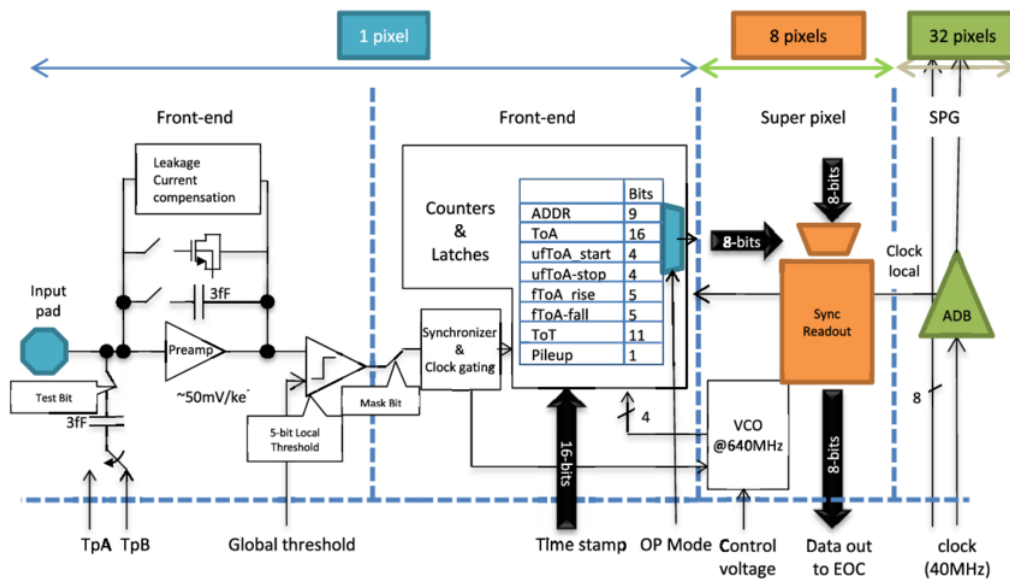 1 pixel
8 pixels
32 pixels
Front-end
Front-end
Super pixel
SPG
Leakage
Current
compensation
3fF
Input
pad
Preamp
~50mV/ke-
Test Bit
3fF
5-bit Local
Threshold
Mask Bit
Counters
&
Latches
Synchronizer
&
Clock gating
Bits
ADDR 9
ToA 16
ufToA_start 4
ufToA-stop 4
fToA_rise 5
fToA-fall 5
ToT 11
Pileup 1
8-bits
8-bits
Clock
local
Sync
Readout
ADB
4
VCO
@640MHz
16-bits
8-bits
8
TpA TpB
Global threshold
Time stamp
OP Mode
Control
voltage
Data out
to EOC
clock
(40MHz)